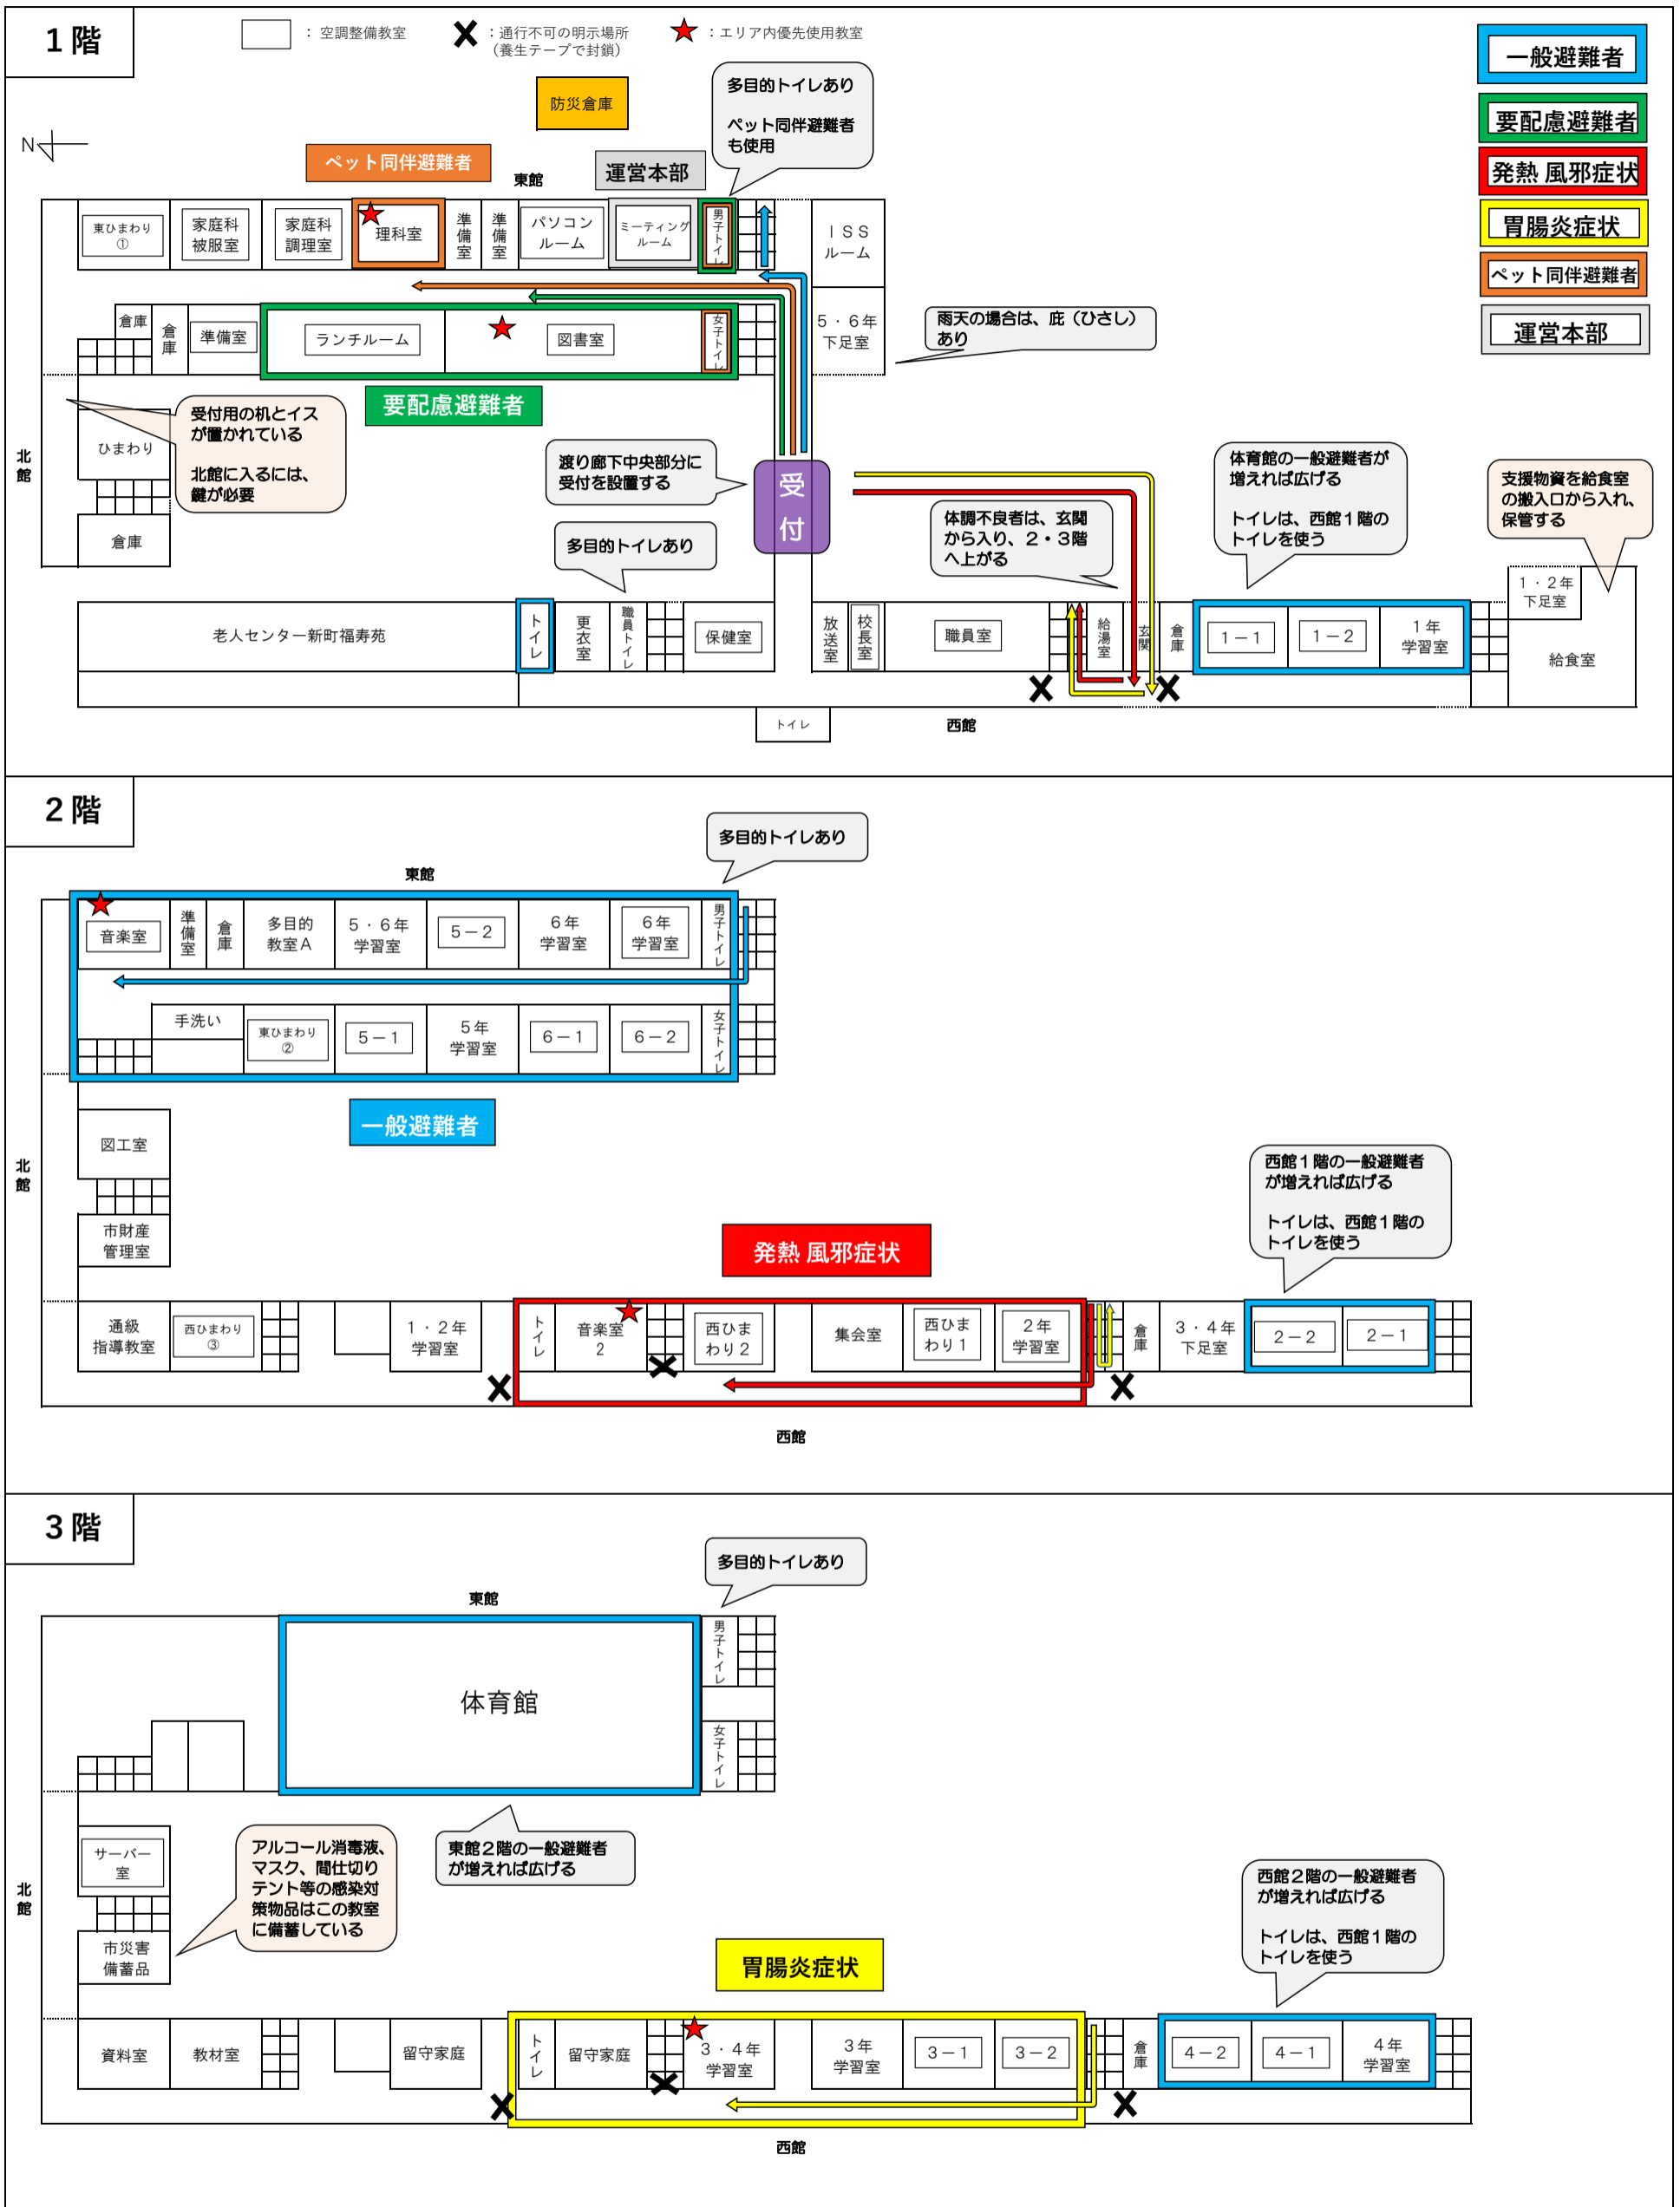 1階
：空調整備教室
：通行不可の明示場所
（養生テープで封鎖）
：エリア内優先使用教室
一般避難者
要配慮避難者
発熱 風邪症状
胃腸炎症状
ペット同伴避難者
運営本部
防災倉庫
多目的トイレあり
ペット同伴避難者
も使用
N
ペット同伴避難者
東館
運営本部
東ひまわり
①
家庭科
被服室
家庭科
調理室
理科室
準備室
準備室
パソコン
ルーム
ミーティング
ルーム
男子トイレ
ＩＳＳ
ルーム
倉庫
倉庫
準備室
ランチルーム
図書室
女子トイレ
５・６年
下足室
雨天の場合は、庇（ひさし）
あり
要配慮避難者
受付用の机とイス
が置かれている
北館に入るには、
鍵が必要
北館
ひまわり
倉庫
渡り廊下中央部分に
受付を設置する
受付
多目的トイレあり
体調不良者は、玄関
から入り、２・３階
へ上がる
体育館の一般避難者が
増えれば広げる
トイレは、西館１階の
トイレを使う
支援物資を給食室
の搬入口から入れ、
保管する
老人センター新町福寿苑
トイレ
更衣室
職員トイレ
保健室
放送室
校長室
職員室
給湯室
玄関
倉庫
１－１
１－２
１年
学習室
１・２年
下足室
給食室
トイレ
西館
2階
多目的トイレあり
東館
音楽室
準備室
倉庫
多目的
教室Ａ
５・６年
学習室
５－２
６年
学習室
６年
学習室
男子トイレ
手洗い
東ひまわり
②
５－１
５年
学習室
６－１
６－２
女子トイレ
一般避難者
図工室
北館
市財産
管理室
西館１階の一般避難者
が増えれば広げる
トイレは、西館１階の
トイレを使う
発熱 風邪症状
通級
指導教室
西ひまわり
③
１・２年
学習室
トイレ
音楽室
２
西ひま
わり２
集会室
西ひま
わり１
２年
学習室
倉庫
３・４年
下足室
２－２
２－１
西館
3階
多目的トイレあり
東館
体育館
男子トイレ
女子トイレ
東館２階の一般避難者
が増えれば広げる
サーバー
室
アルコール消毒液、
マスク、間仕切り
テント等の感染対
策物品はこの教室
に備蓄している
北館
市災害
備蓄品
西館２階の一般避難者
が増えれば広げる
トイレは、西館１階の
トイレを使う
胃腸炎症状
資料室
教材室
留守家庭
トイレ
留守家庭
３・４年
学習室
３年
学習室
３－１
３－２
倉庫
４－２
４－１
４年
学習室
西館